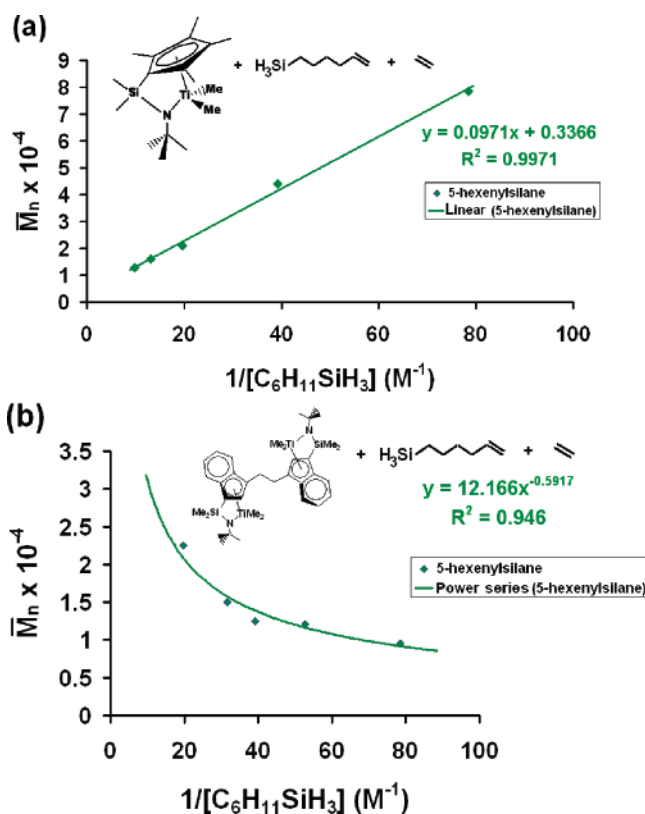 (a)
Si
Ti
Me
Me
N
+ H3Si +
y = 0.0971x + 0.3366
R² = 0.9971
5-hexenylsilane
Linear (5-hexenylsilane)
M̅n x 10⁻⁴
9
8
7
6
5
4
3
2
1
0
0 20 40 60 80 100
1/[C₆H₁₁SiH₃] (M⁻¹)
(b)
N
Me₂Ti SiMe₂
+ H₃Si +
Me₂Si TiMe₂
N
y = 12.166x⁻⁰·⁵⁹¹⁷
R² = 0.946
5-hexenylsilane
Power series (5-hexenylsilane)
M̅n x 10⁻⁴
3.5
3
2.5
2
1.5
1
0.5
0
0 20 40 60 80 100
1/[C₆H₁₁SiH₃] (M⁻¹)